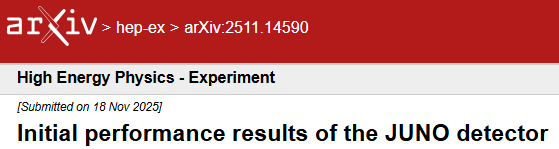 arXiv > hep-ex > arXiv:2511.14590
High Energy Physics - Experiment
[Submitted on 18 Nov 2025]
Initial performance results of the JUNO detector